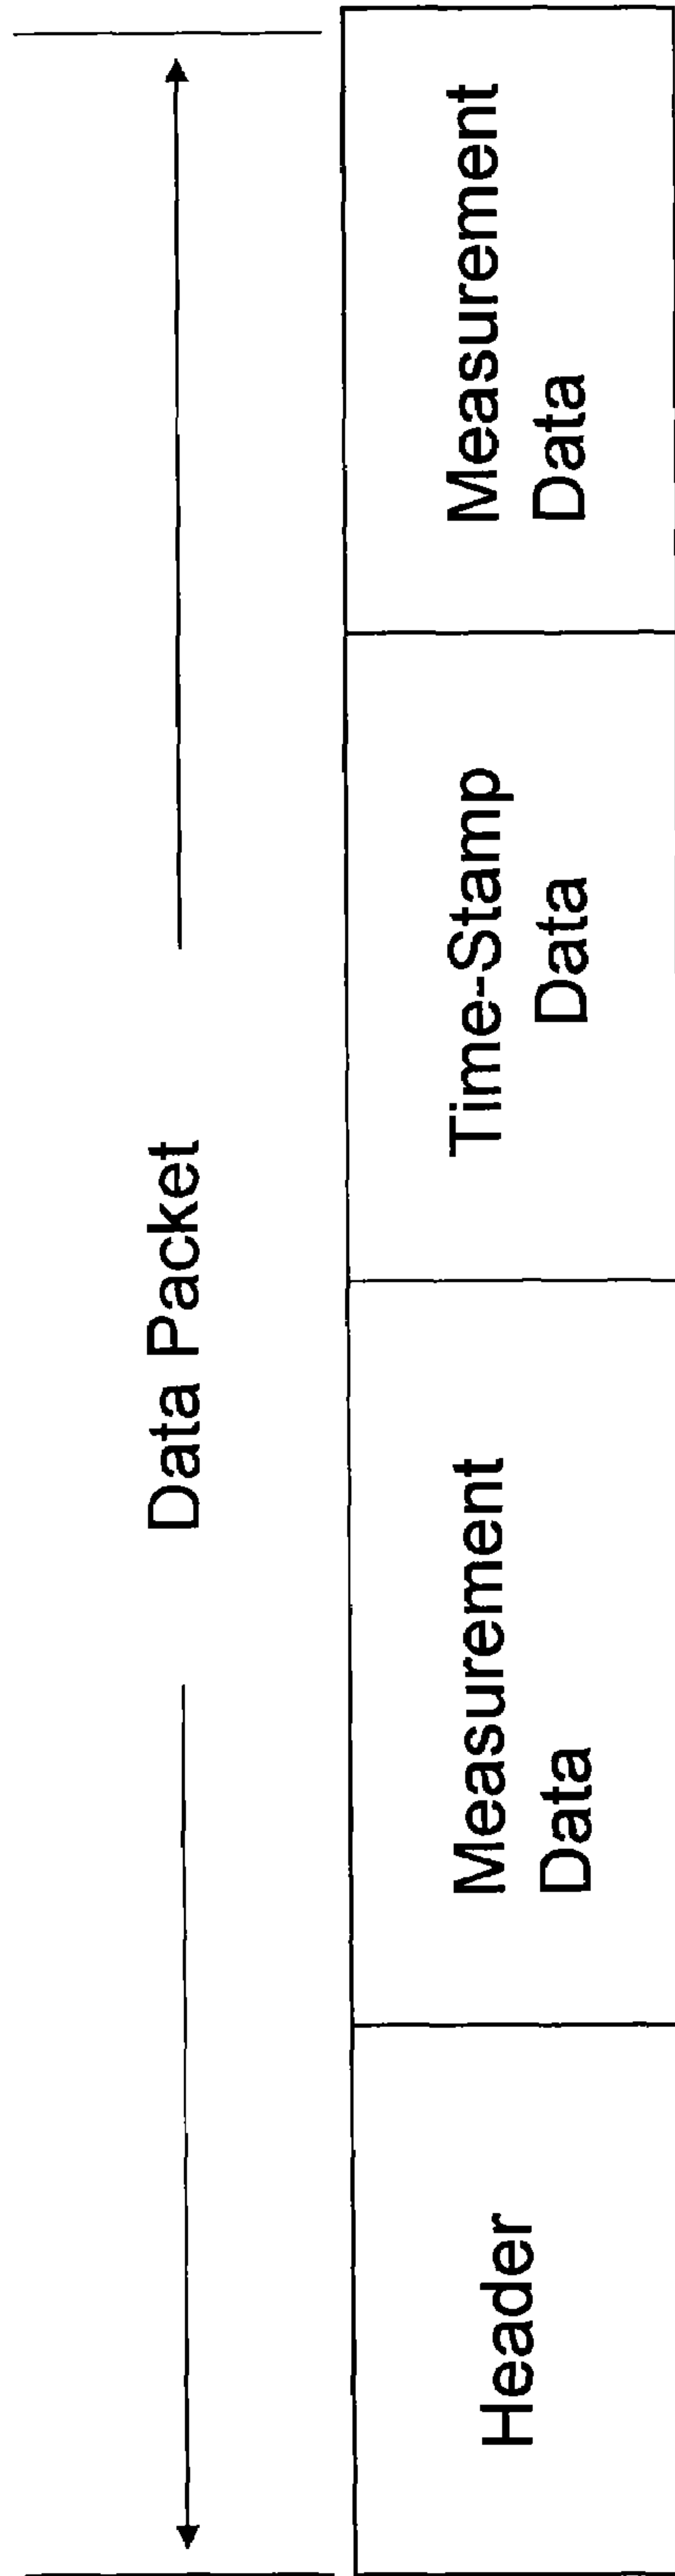 Data Packet
Header
Measurement
Data
Time-Stamp
Data
Measurement
Data